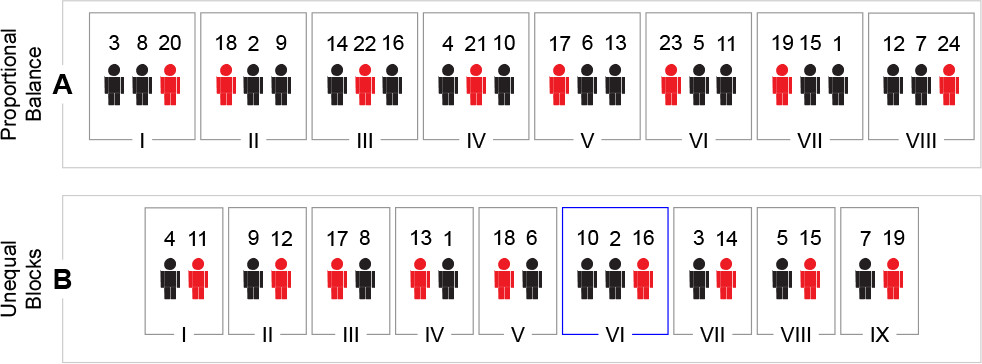 Proportional
Balance
A
3 8 20
18 2 9
14 22 16
4 21 10
17 6 13
23 5 11
19 15 1
12 7 24
I
II
III
IV
V
VI
VII
VIII
Unequal
Blocks
B
4 11
9 12
17 8
13 1
18 6
10 2 16
3 14
5 15
7 19
I
II
III
IV
V
VI
VII
VIII
IX